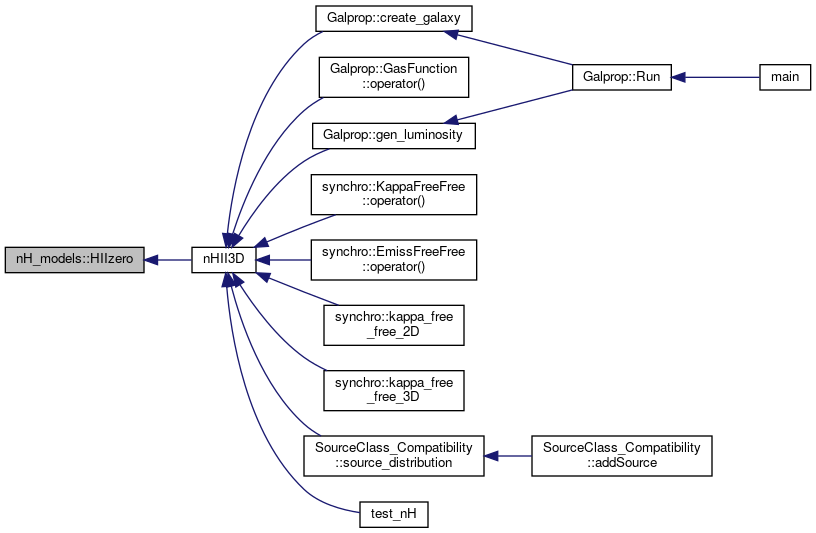 Galprop::create_galaxy
Galprop::GasFunction
::operator()
Galprop::Run
main
Galprop::gen_luminosity
synchro::KappaFreeFree
::operator()
nH_models::HIIzero
nHII3D
synchro::EmissFreeFree
::operator()
synchro::kappa_free
_free_2D
synchro::kappa_free
_free_3D
SourceClass_Compatibility
::source_distribution
SourceClass_Compatibility
::addSource
test_nH